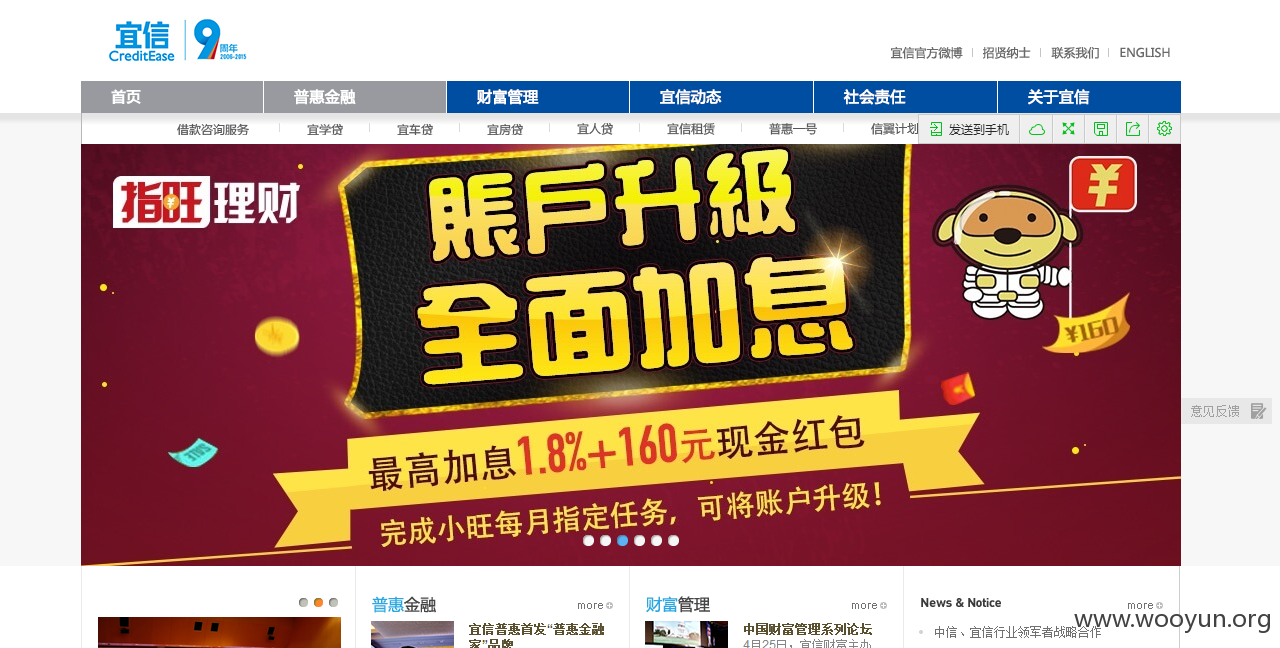 宜信
CreditEase
9周年
2006-2015
宜信官方微博 招贤纳士 联系我们 ENGLISH
首页 普惠金融 财富管理 宜信动态 社会责任 关于宜信
借款咨询服务 宜学贷 宜车贷 宜房贷 宜人贷 宜信租赁 普惠一号 信翼计划
发送到手机
指旺理财
賬戶升級
全面加息
¥
¥160
SALE
最高加息1.8%+160元现金红包
完成小旺每月指定任务，可将账户升级！
意见反馈
普惠金融 more
宜信普惠首发“普惠金融
家”品牌
财富管理 more
中国财富管理系列论坛
4月25日，宜信财富主办
News & Notice more
中信、宜信行业领军者战略合作
www.wooyun.org